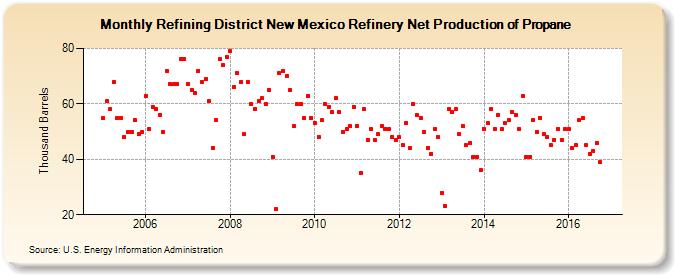 Monthly Refining District New Mexico Refinery Net Production of Propane
Thousand Barrels
80
60
40
20
2006 2008 2010 2012 2014 2016
Source: U.S. Energy Information Administration